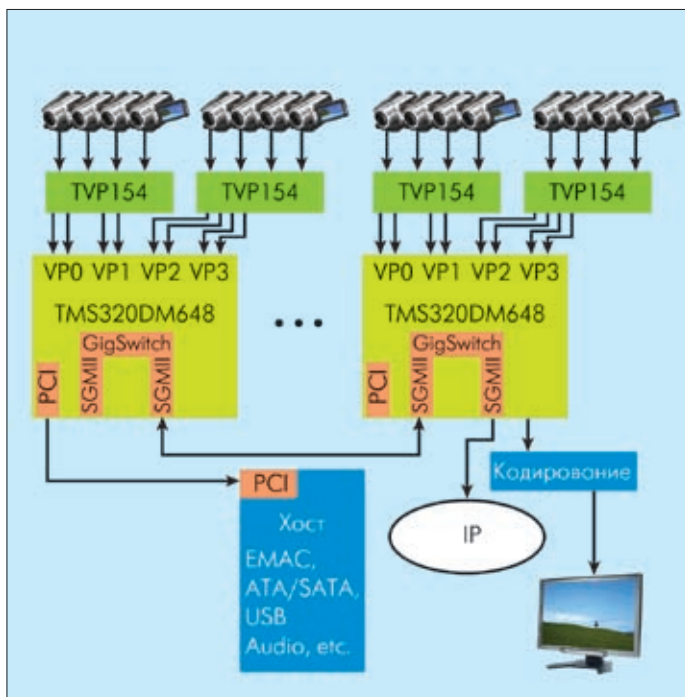 TVP154 TVP154 TVP154 TVP154
VP0 VP1 VP2 VP3 VP0 VP1 VP2 VP3
TMS320DM648 ... TMS320DM648
GigSwitch GigSwitch
PCI SGMII SGMII PCI SGMII SGMII
PCI
Кодирование
Хост
IP
EMAC,
ATA/SATA,
USB
Audio, etc.